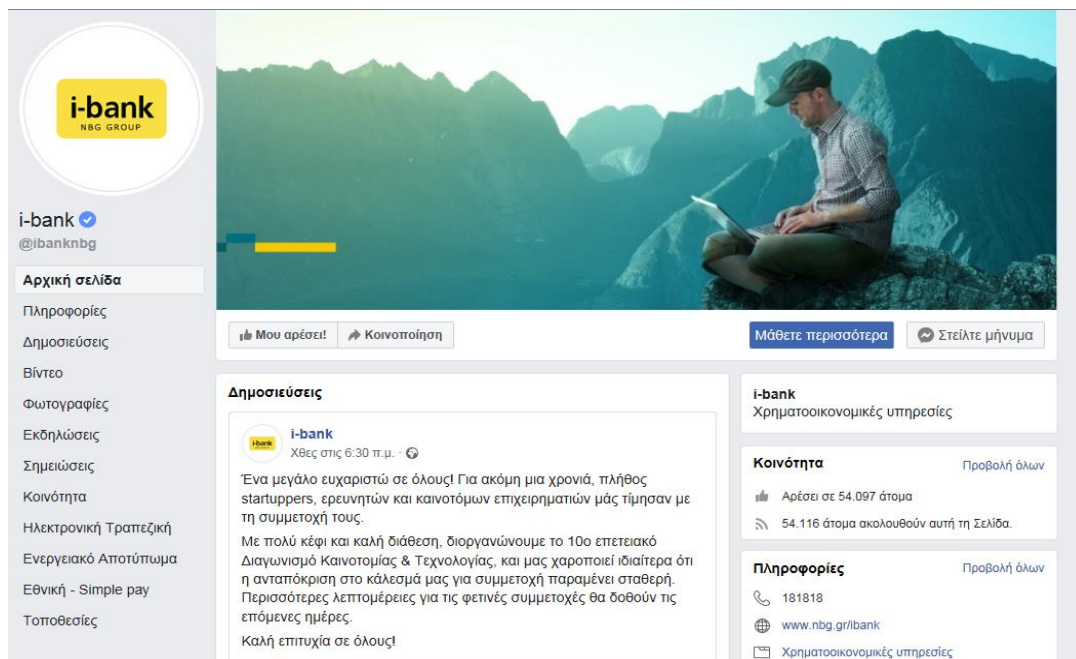 i-bank
NBG GROUP
i-bank
@ibanknbg
Αρχική σελίδα
Πληροφορίες
Δημοσιεύσεις
Βίντεο
Φωτογραφίες
Εκδηλώσεις
Σημειώσεις
Κοινότητα
Ηλεκτρονική Τραπεζική
Ενεργειακό Αποτύπωμα
Εθνική - Simple pay
Τοποθεσίες
Μου αρέσει! Κοινοποίηση
Μάθετε περισσότερα Στείλτε μήνυμα
Δημοσιεύσεις
i-bank
i-bank
Χθες στις 6:30 π.μ. ·
Ένα μεγάλο ευχαριστώ σε όλους! Για ακόμη μια χρονιά, πλήθος
startuppers, ερευνητών και καινοτόμων επιχειρηματιών μάς τίμησαν με
τη συμμετοχή τους.
Με πολύ κέφι και καλή διάθεση, διοργανώνουμε το 10ο επετειακό
Διαγωνισμό Καινοτομίας & Τεχνολογίας, και μας χαροποιεί ιδιαίτερα ότι
η ανταπόκριση στο κάλεσμά μας για συμμετοχή παραμένει σταθερή.
Περισσότερες λεπτομέρειες για τις φετινές συμμετοχές θα δοθούν τις
επόμενες ημέρες.
Καλή επιτυχία σε όλους!
i-bank
Χρηματοοικονομικές υπηρεσίες
Κοινότητα Προβολή όλων
Αρέσει σε 54.097 άτομα
54.116 άτομα ακολουθούν αυτή τη Σελίδα.
Πληροφορίες Προβολή όλων
181818
www.nbg.gr/ibank
Χρηματοοικονομικές υπηρεσίες